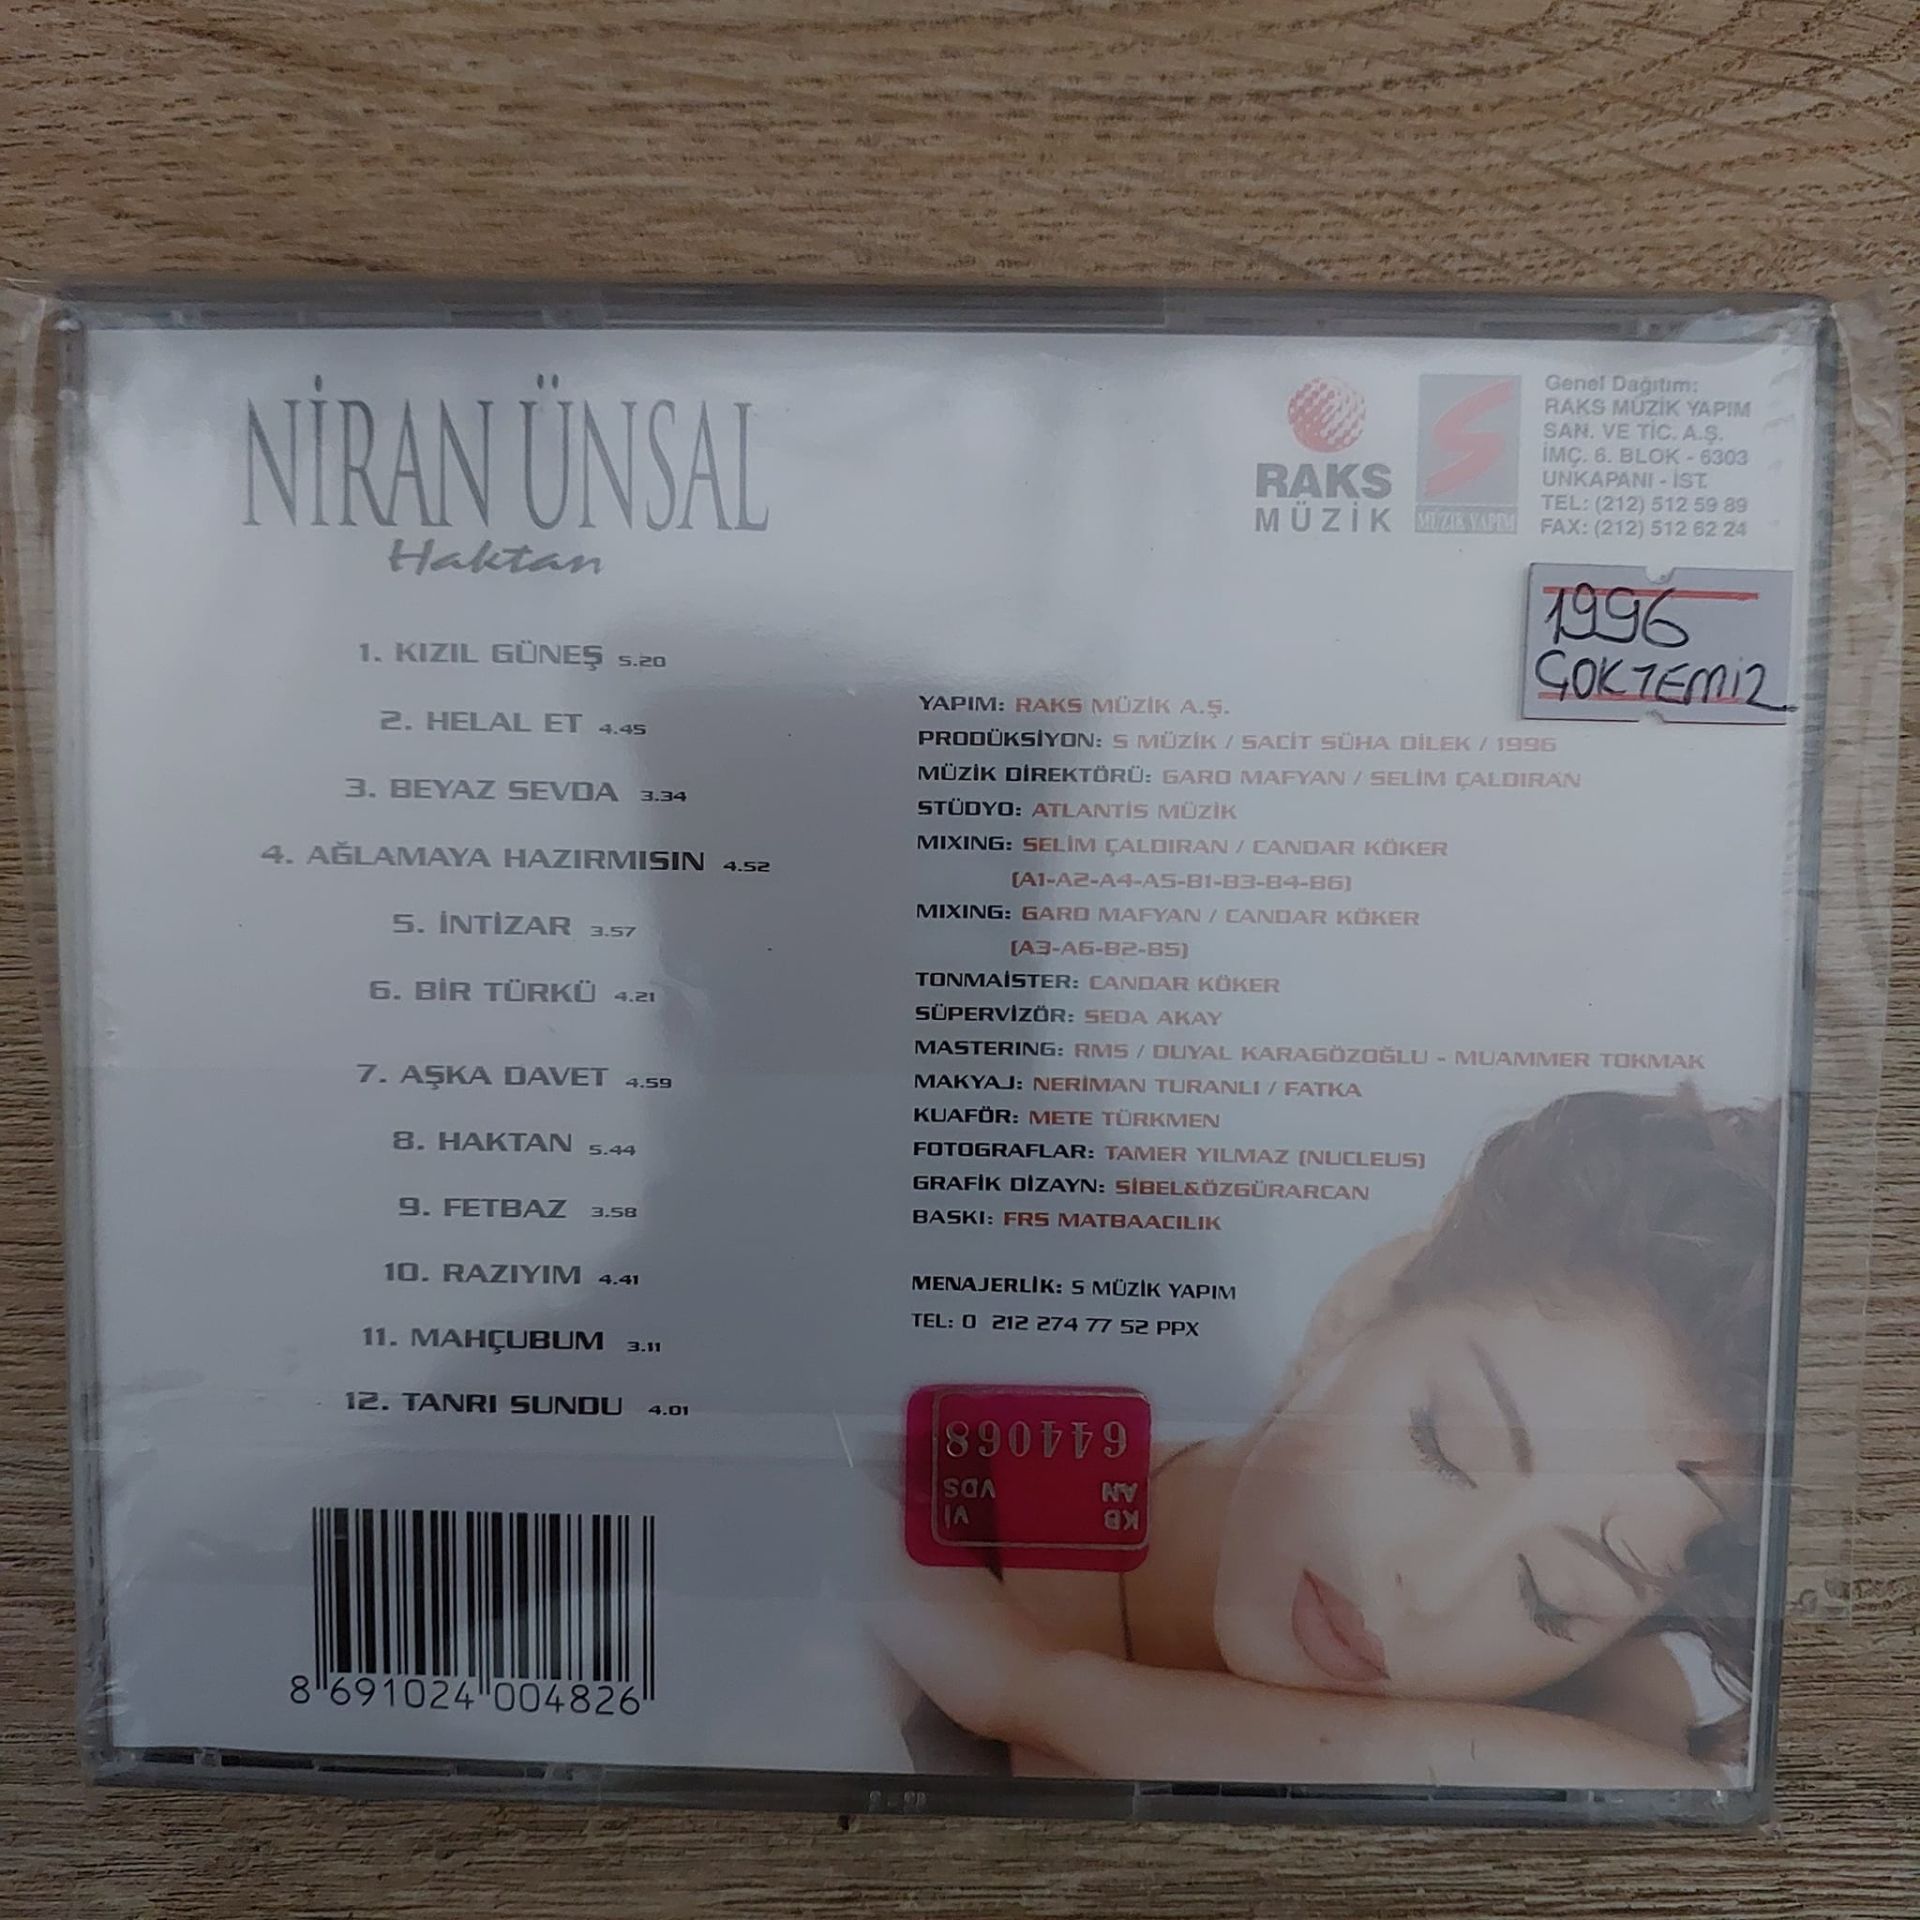 NİRAN ÜNSAL
Haktan
1. KIZIL GÜNEŞ 5.20
2. HELAL ET 4.45
3. BEYAZ SEVDA 3.34
4. AĞLAMAYA HAZIRMISIN 4.52
5. İNTİZAR 3.57
6. BİR TÜRKÜ 4.21
7. AŞKA DAVET 4.59
8. HAKTAN 5.44
9. FETBAZ 3.58
10. RAZIYIM 4.41
11. MAHÇUBUM 3.11
12. TANRI SUNDU 4.01
8 691024 004826
RAKS
MÜZİK
S
MÜZİK YAPIM
Genel Dağıtım:
RAKS MÜZİK YAPIM
SAN. VE TİC. A.Ş.
İMÇ. 6. BLOK - 6303
UNKAPANI - İST.
TEL: (212) 512 59 89
FAX: (212) 512 62 24
1996
ÇOK TEMİZ
YAPIM: RAKS MÜZİK A.Ş.
PRODÜKSİYON: S MÜZİK / SACİT SÜHA DİLEK / 1996
MÜZİK DİREKTÖRÜ: GARO MAFYAN / SELİM ÇALDIRAN
STÜDYO: ATLANTİS MÜZİK
MIXING: SELİM ÇALDIRAN / CANDAR KÖKER
(A1-A2-A4-A5-B1-B3-B4-B6)
MIXING: GARO MAFYAN / CANDAR KÖKER
(A3-A6-B2-B5)
TONMAİSTER: CANDAR KÖKER
SÜPERVİZÖR: SEDA AKAY
MASTERING: RMS / DUYAL KARAGÖZOĞLU - MUAMMER TOKMAK
MAKYAJ: NERİMAN TURANLI / FATKA
KUAFÖR: METE TÜRKMEN
FOTOGRAFLAR: TAMER YILMAZ (NUCLEUS)
GRAFİK DİZAYN: SİBEL&ÖZGÜRARCAN
BASKI: FRS MATBAACILIK
MENAJERLİK: S MÜZİK YAPIM
TEL: 0 212 274 77 52 PPX
KB VI
AN VDS
644068